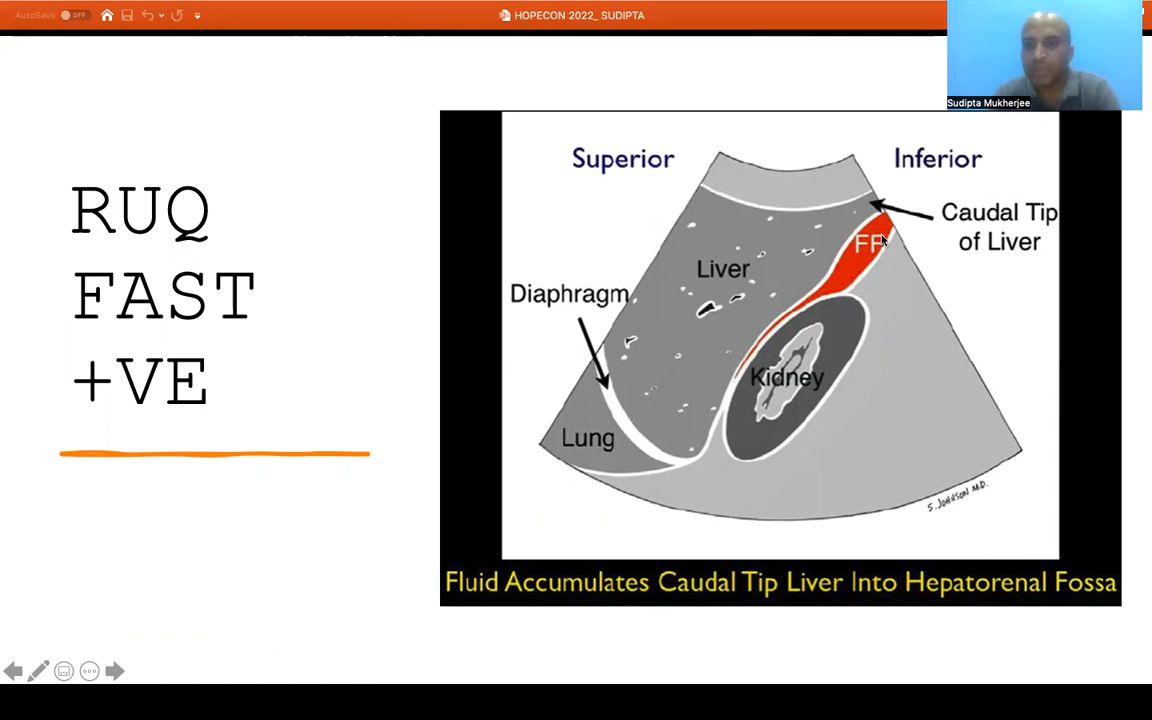 AutoSave OFF
HOPECON 2022_ SUDIPTA
Sudipta Mukherjee
RUQ
FAST
+VE
Superior
Inferior
Caudal Tip
of Liver
FF
Liver
Diaphragm
Kidney
Lung
S. JOHNSON M.D.
Fluid Accumulates Caudal Tip Liver Into Hepatorenal Fossa